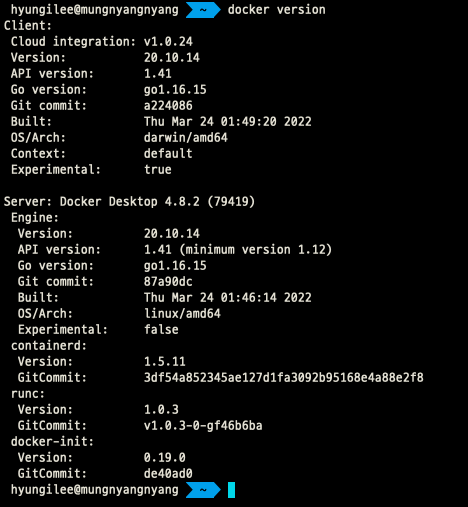 hyungilee@mungnyangnyang ~ docker version
Client:
 Cloud integration: v1.0.24
 Version:           20.10.14
 API version:       1.41
 Go version:        go1.16.15
 Git commit:        a224086
 Built:             Thu Mar 24 01:49:20 2022
 OS/Arch:           darwin/amd64
 Context:           default
 Experimental:      true

Server: Docker Desktop 4.8.2 (79419)
 Engine:
  Version:          20.10.14
  API version:      1.41 (minimum version 1.12)
  Go version:       go1.16.15
  Git commit:       87a90dc
  Built:            Thu Mar 24 01:46:14 2022
  OS/Arch:          linux/amd64
  Experimental:     false
 containerd:
  Version:          1.5.11
  GitCommit:        3df54a852345ae127d1fa3092b95168e4a88e2f8
 runc:
  Version:          1.0.3
  GitCommit:        v1.0.3-0-gf46b6ba
 docker-init:
  Version:          0.19.0
  GitCommit:        de40ad0
hyungilee@mungnyangnyang ~